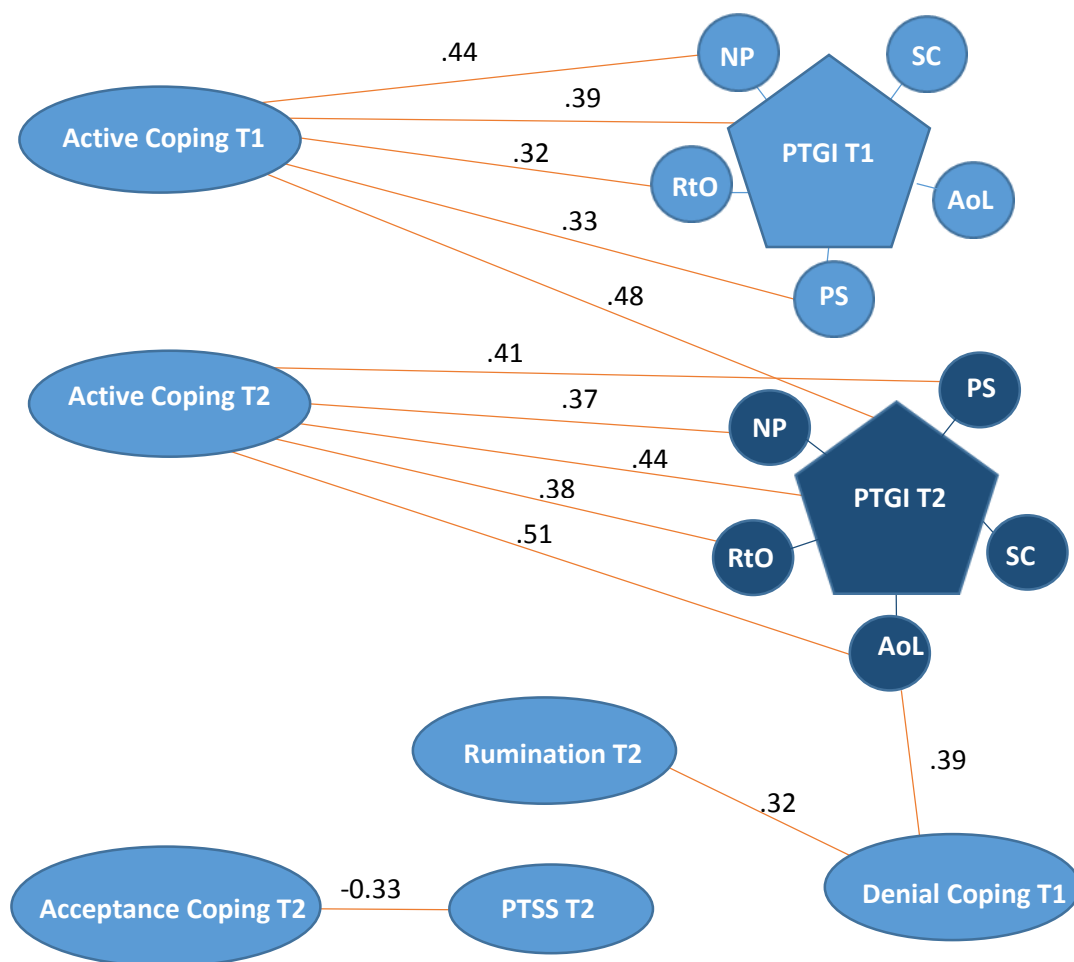 .44
NP
SC
.39
Active Coping T1
PTGI T1
.32
RtO
AoL
.33
PS
.48
.41
Active Coping T2
PS
.37
NP
.44
.38
PTGI T2
.51
RtO
SC
AoL
Rumination T2
.39
.32
-0.33
Acceptance Coping T2
PTSS T2
Denial Coping T1